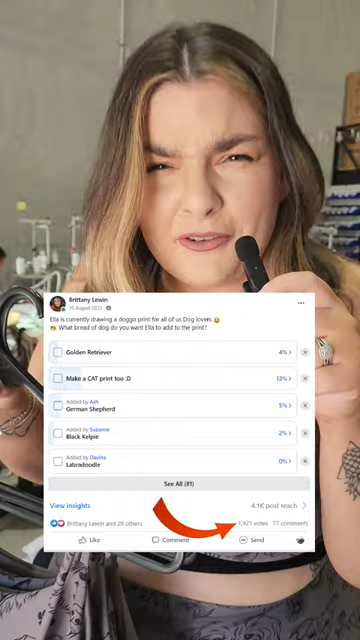 Brittany Lewin
10 August 2022
Ella is currently drawing a doggo print for all of us Dog lovers 😂
👏 What bread of dog do you want Ella to add to the print?
Golden Retriever 4%
Make a CAT print too :D 13%
Added by Ash
German Shepherd 5%
Added by Suzanne
Black Kelpie 2%
Added by Davina
Labradoodle 0%
See All (81)
View insights 4.1K post reach
Brittany Lewin and 28 others 1,921 votes 77 comments
Like Comment Send